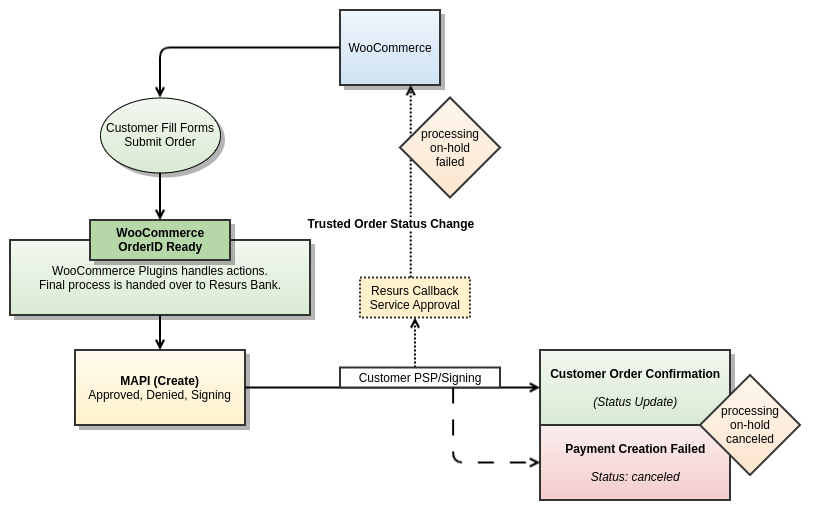 WooCommerce
Customer Fill Forms
Submit Order
processing
on-hold
failed
Trusted Order Status Change
WooCommerce
OrderID Ready
WooCommerce Plugins handles actions.
Final process is handed over to Resurs Bank.
Resurs Callback
Service Approval
MAPI (Create)
Approved, Denied, Signing
Customer PSP/Signing
Customer Order Confirmation
(Status Update)
processing
on-hold
canceled
Payment Creation Failed
Status: canceled